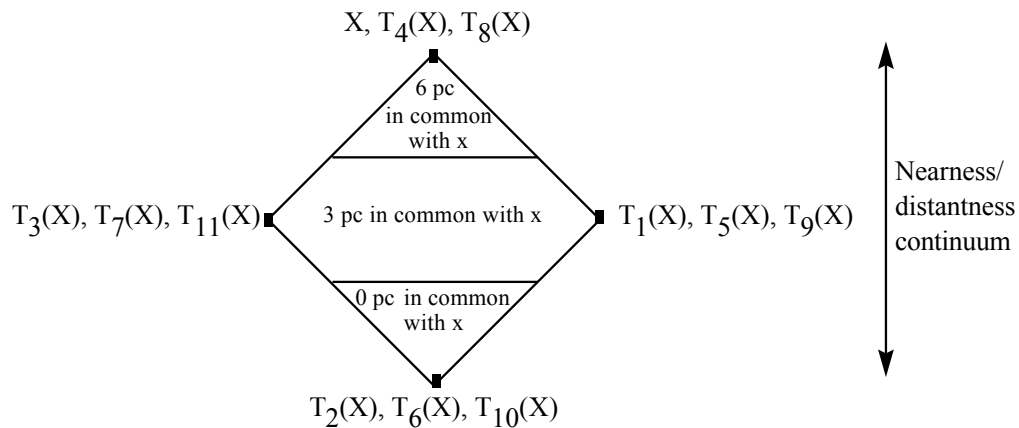 X, T4(X), T8(X)
6 pc
in common
with x
T3(X), T7(X), T11(X)
3 pc in common with x
T1(X), T5(X), T9(X)
Nearness/
distantness
continuum
0 pc in common
with x
T2(X), T6(X), T10(X)